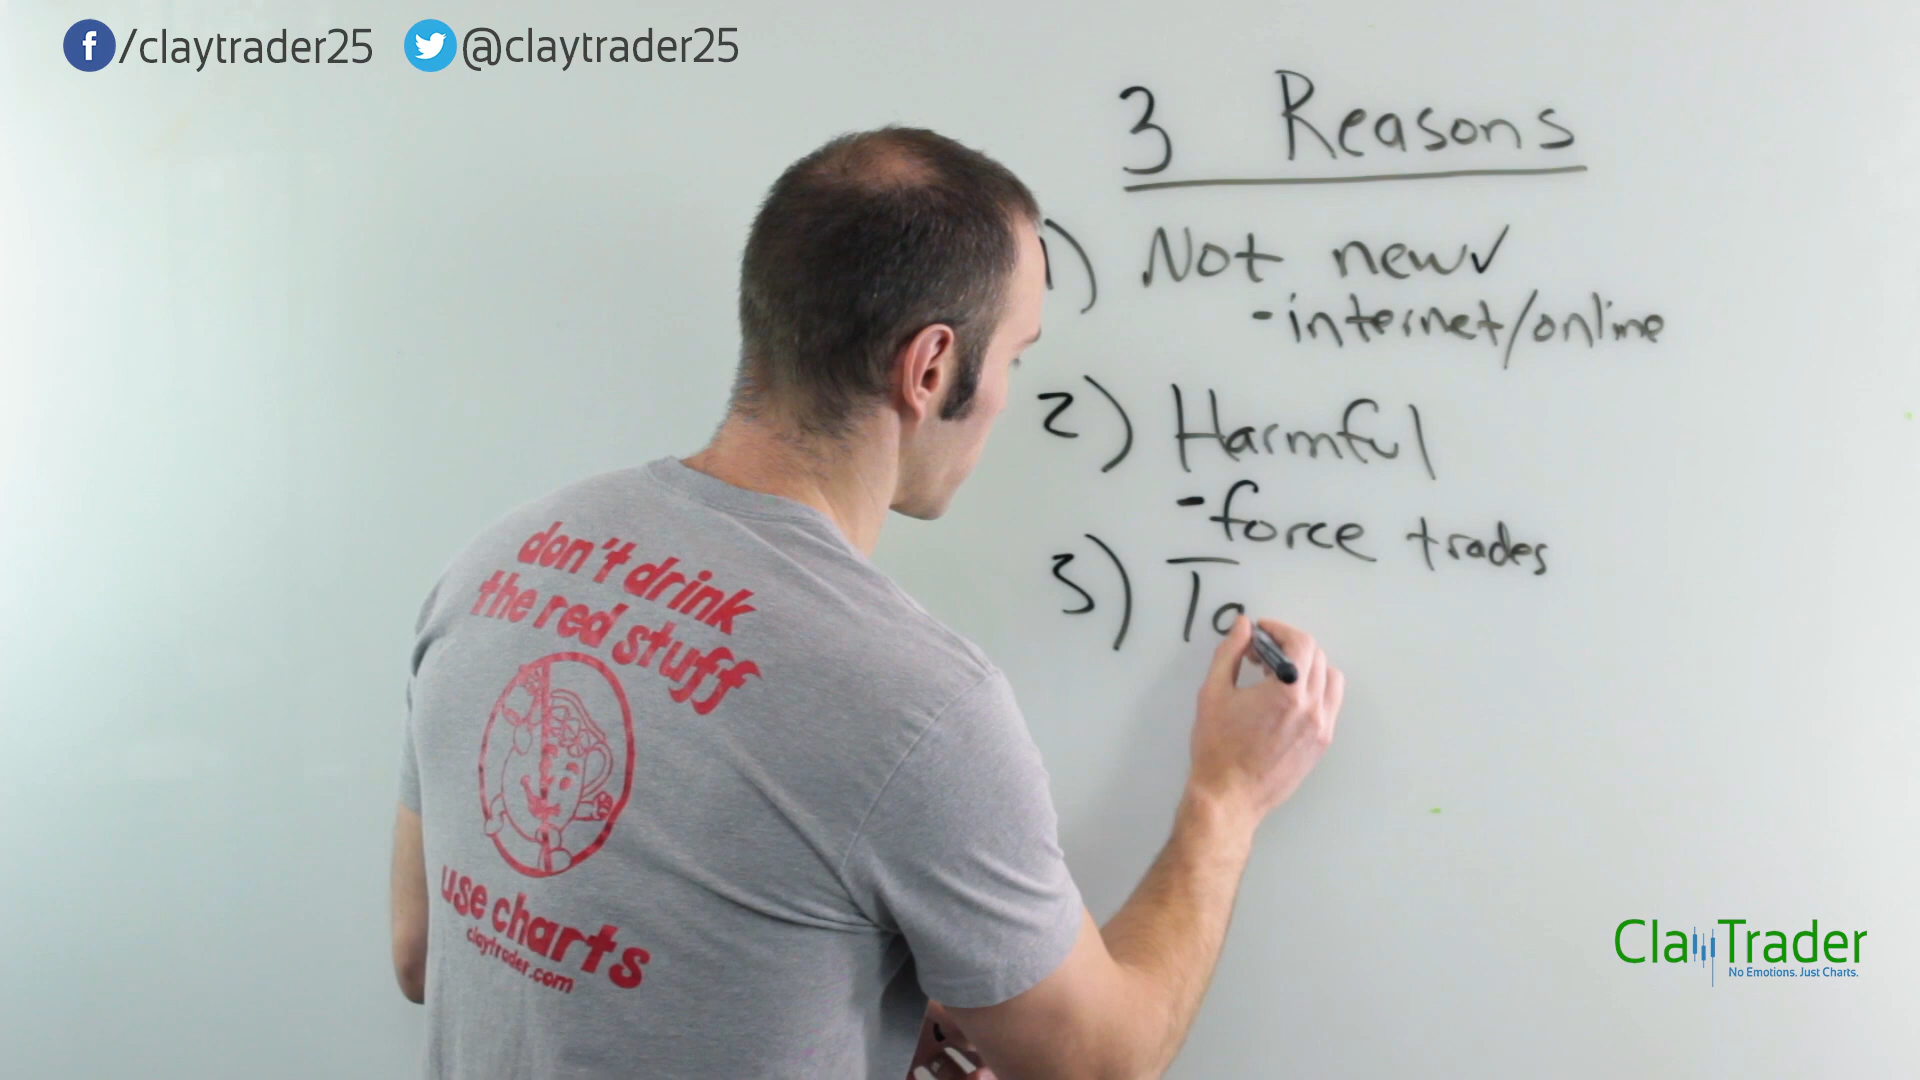 /claytrader25 @claytrader25
3 Reasons
1) Not new✓
-internet/online
2) Harmful
-force trades
3) Ta
don't drink
the red stuff
use charts
claytrader.com
ClayTrader
No Emotions. Just Charts.